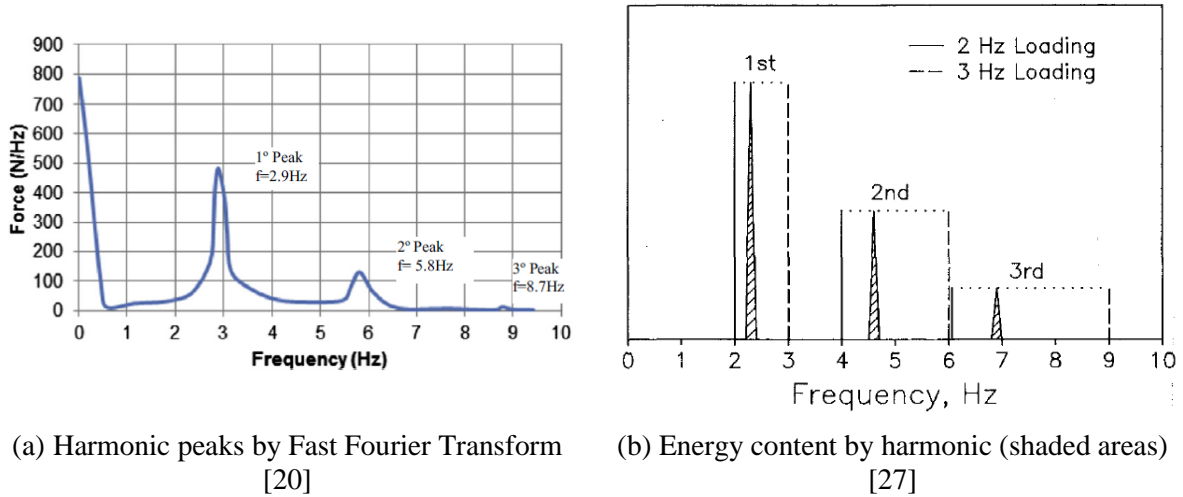 900
800
700
600
500
400
300
200
100
0
Force (N/Hz)
1º Peak
f=2.9Hz
2º Peak
f= 5.8Hz
3º Peak
f=8.7Hz
0 1 2 3 4 5 6 7 8 9 10
Frequency (Hz)
2 Hz Loading
3 Hz Loading
1st
2nd
3rd
0 1 2 3 4 5 6 7 8 9 10
Frequency, Hz
(a) Harmonic peaks by Fast Fourier Transform
[20]
(b) Energy content by harmonic (shaded areas)
[27]